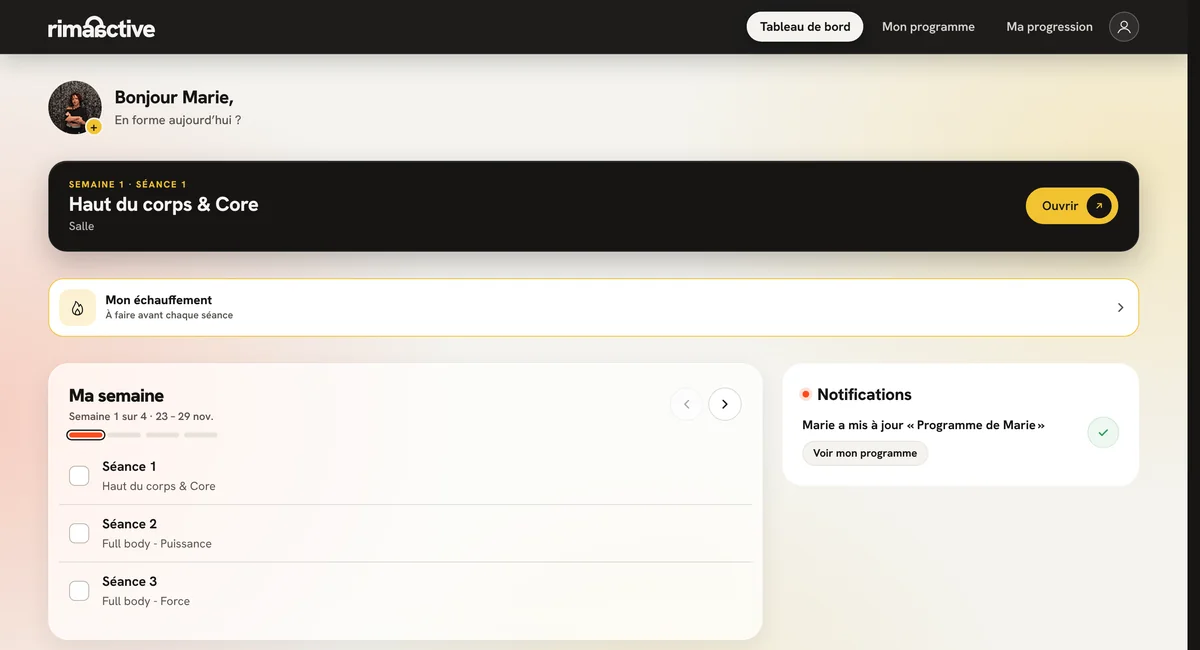 rimaactive
Tableau de bord
Mon programme
Ma progression
Bonjour Marie,
En forme aujourd’hui ?
SEMAINE 1 · SÉANCE 1
Haut du corps & Core
Salle
Ouvrir
Mon échauffement
À faire avant chaque séance
Ma semaine
Semaine 1 sur 4 · 23 – 29 nov.
Séance 1
Haut du corps & Core
Séance 2
Full body - Puissance
Séance 3
Full body - Force
Notifications
Marie a mis à jour « Programme de Marie »
Voir mon programme